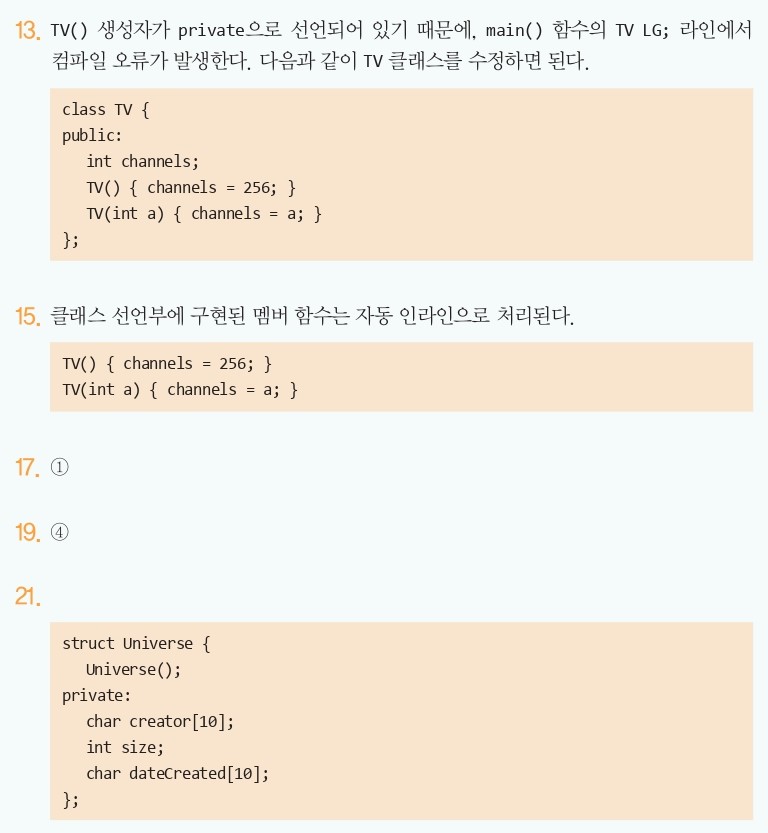 13. TV() 생성자가 private으로 선언되어 있기 때문에, main() 함수의 TV LG; 라인에서
컴파일 오류가 발생한다. 다음과 같이 TV 클래스를 수정하면 된다.
class TV {
public:
int channels;
TV() { channels = 256; }
TV(int a) { channels = a; }
};
15. 클래스 선언부에 구현된 멤버 함수는 자동 인라인으로 처리된다.
TV() { channels = 256; }
TV(int a) { channels = a; }
17. ①
19. ④
21.
struct Universe {
Universe();
private:
char creator[10];
int size;
char dateCreated[10];
};